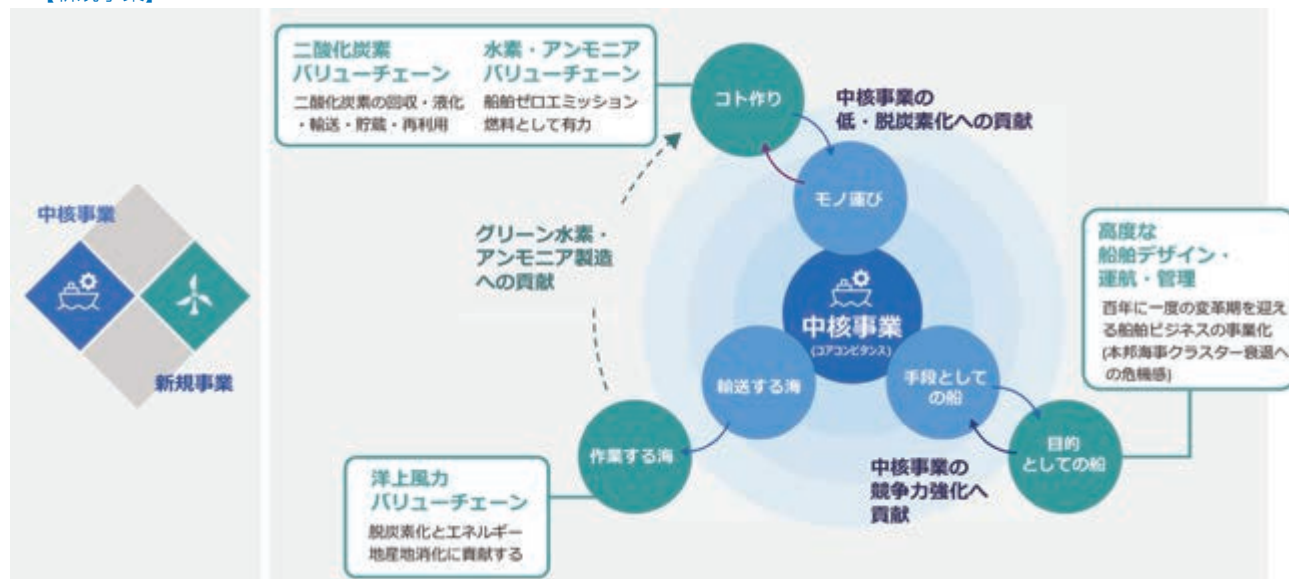 二酸化炭素
バリューチェーン
二酸化炭素の回収・液化
・輸送・貯蔵・再利用
水素・アンモニア
バリューチェーン
船舶ゼロエミッション
燃料として有力
コト作り
中核事業の
低・脱炭素化への貢献
モノ運び
中核事業
新規事業
グリーン水素・
アンモニア製造
への貢献
中核事業
(コアコンピタンス)
高度な
船舶デザイン・
運航・管理
百年に一度の変革期を迎え
る船舶ビジネスの事業化
(本邦海事クラスター衰退へ
の危機感)
輸送する海
手段として
の船
作業する海
目的
としての船
中核事業の
競争力強化へ
貢献
洋上風力
バリューチェーン
脱炭素化とエネルギー
地産地消化に貢献する